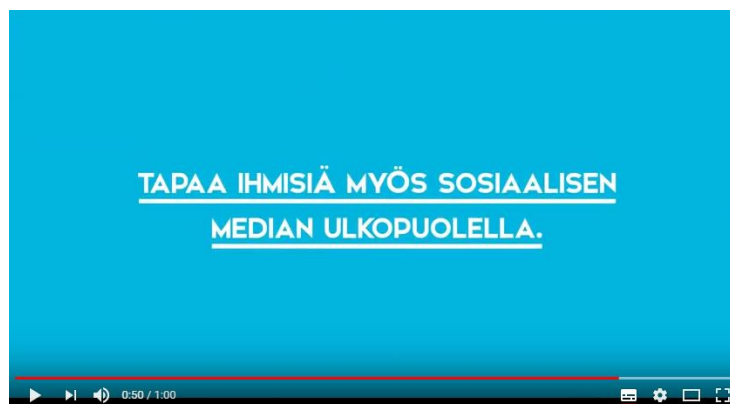 TAPAA IHMISIÄ MYÖS SOSIAALISEN
MEDIAN ULKOPUOLELLA.
0:50 / 1:00